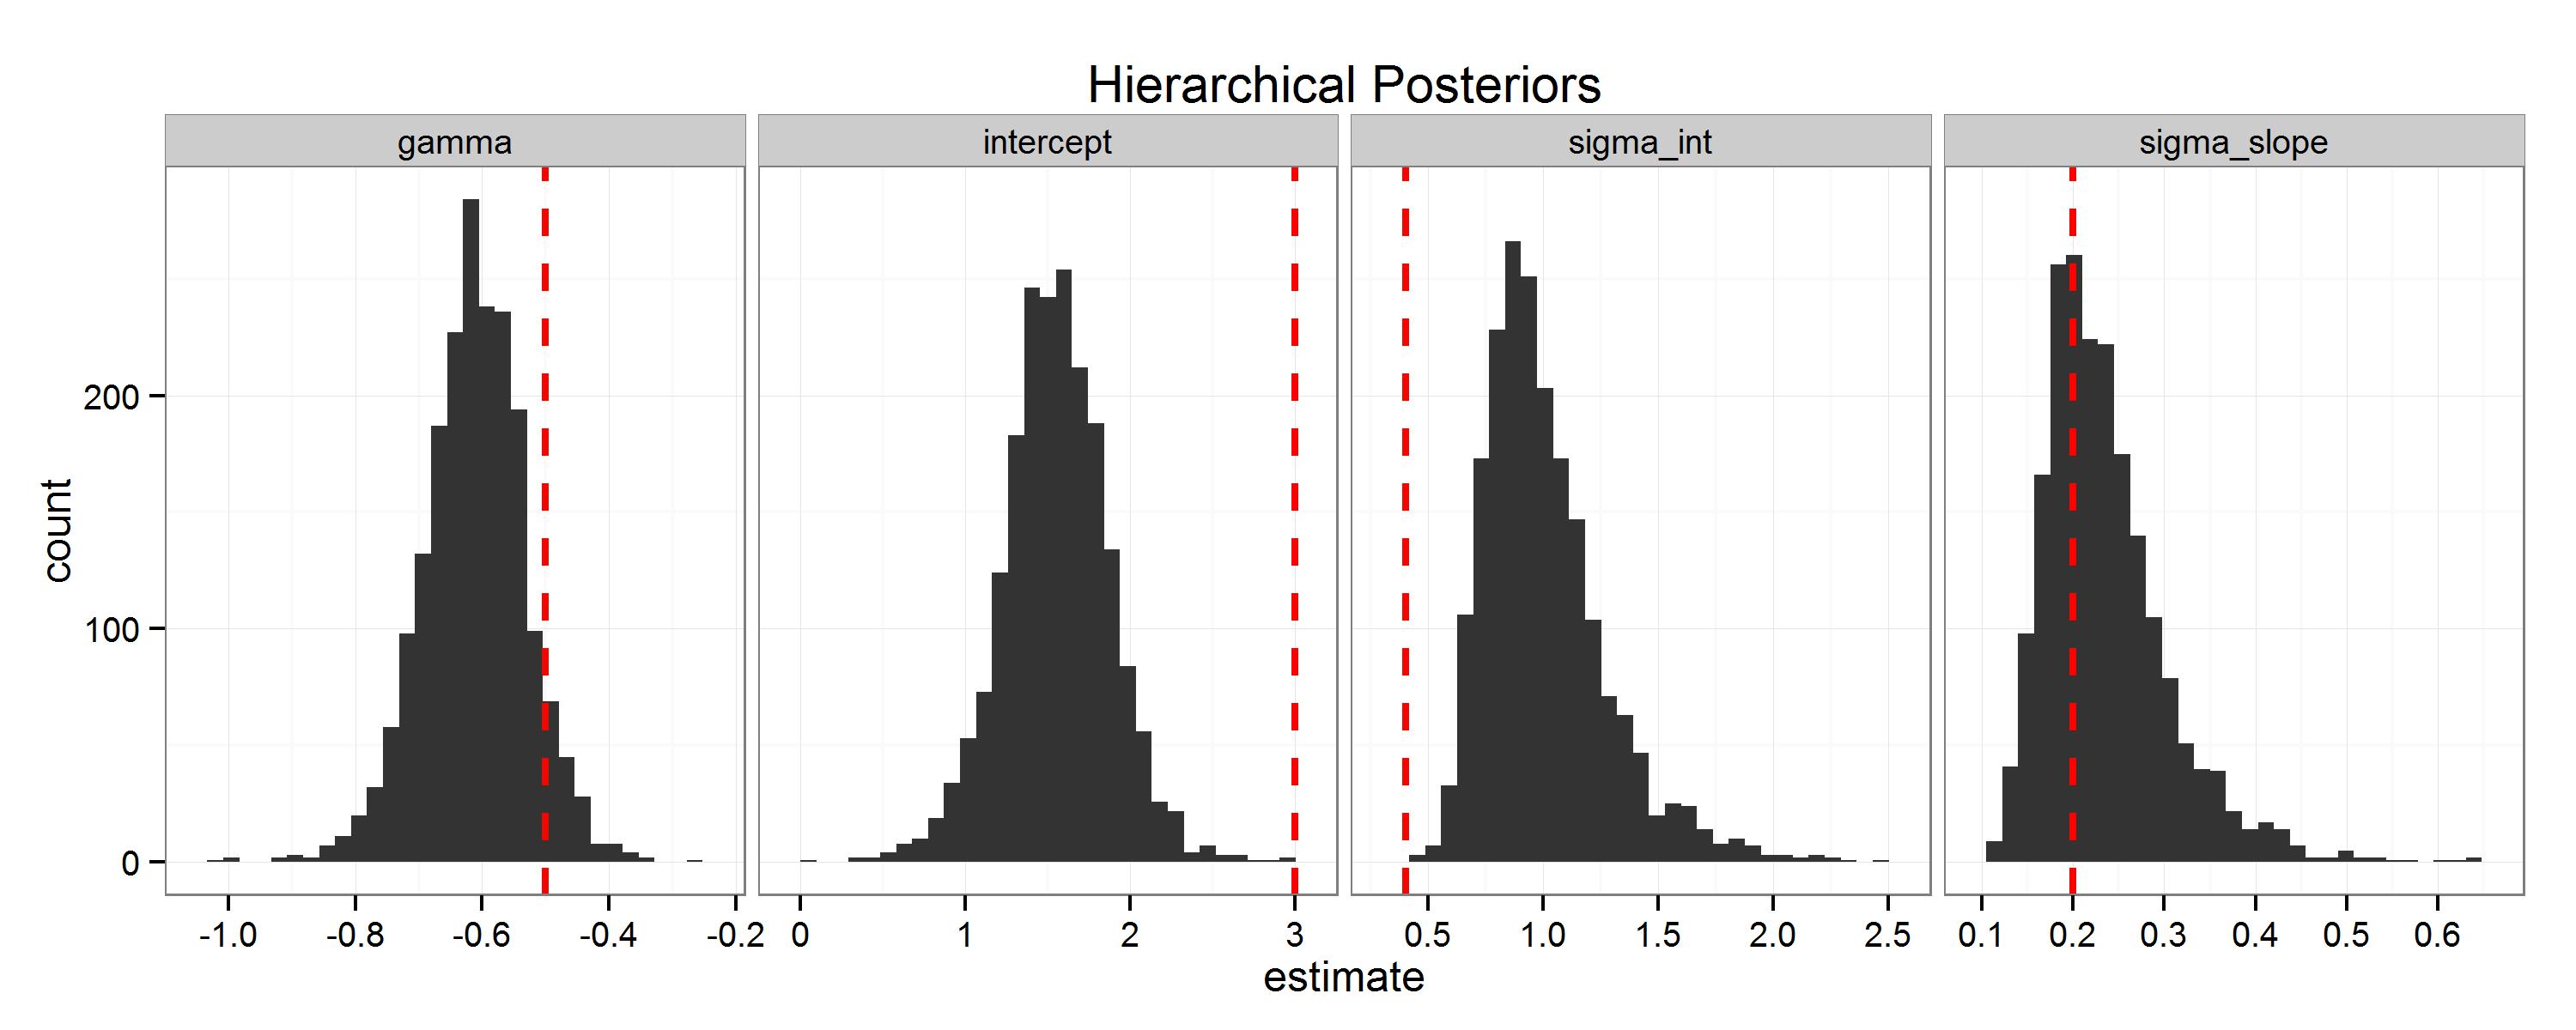 Hierarchical Posteriors
gamma intercept sigma_int sigma_slope
count
200
100
0
-1.0 -0.8 -0.6 -0.4 -0.2 0 1 2 3 0.5 1.0 1.5 2.0 2.5 0.1 0.2 0.3 0.4 0.5 0.6
estimate